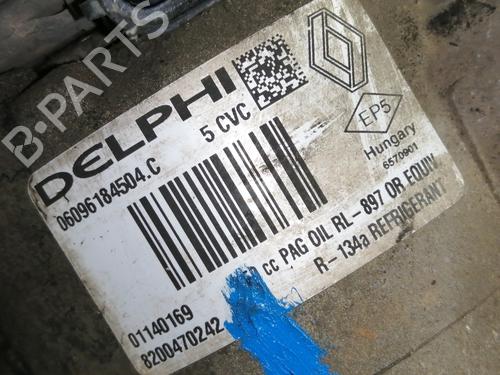 B-PARTS
DELPHI
5 CVC
06096184504.C
EP5
Hungary
6570901
01140169
8200470242
cc PAG OIL RL-897 OR EQUIV
R-134a REFRIGERANT